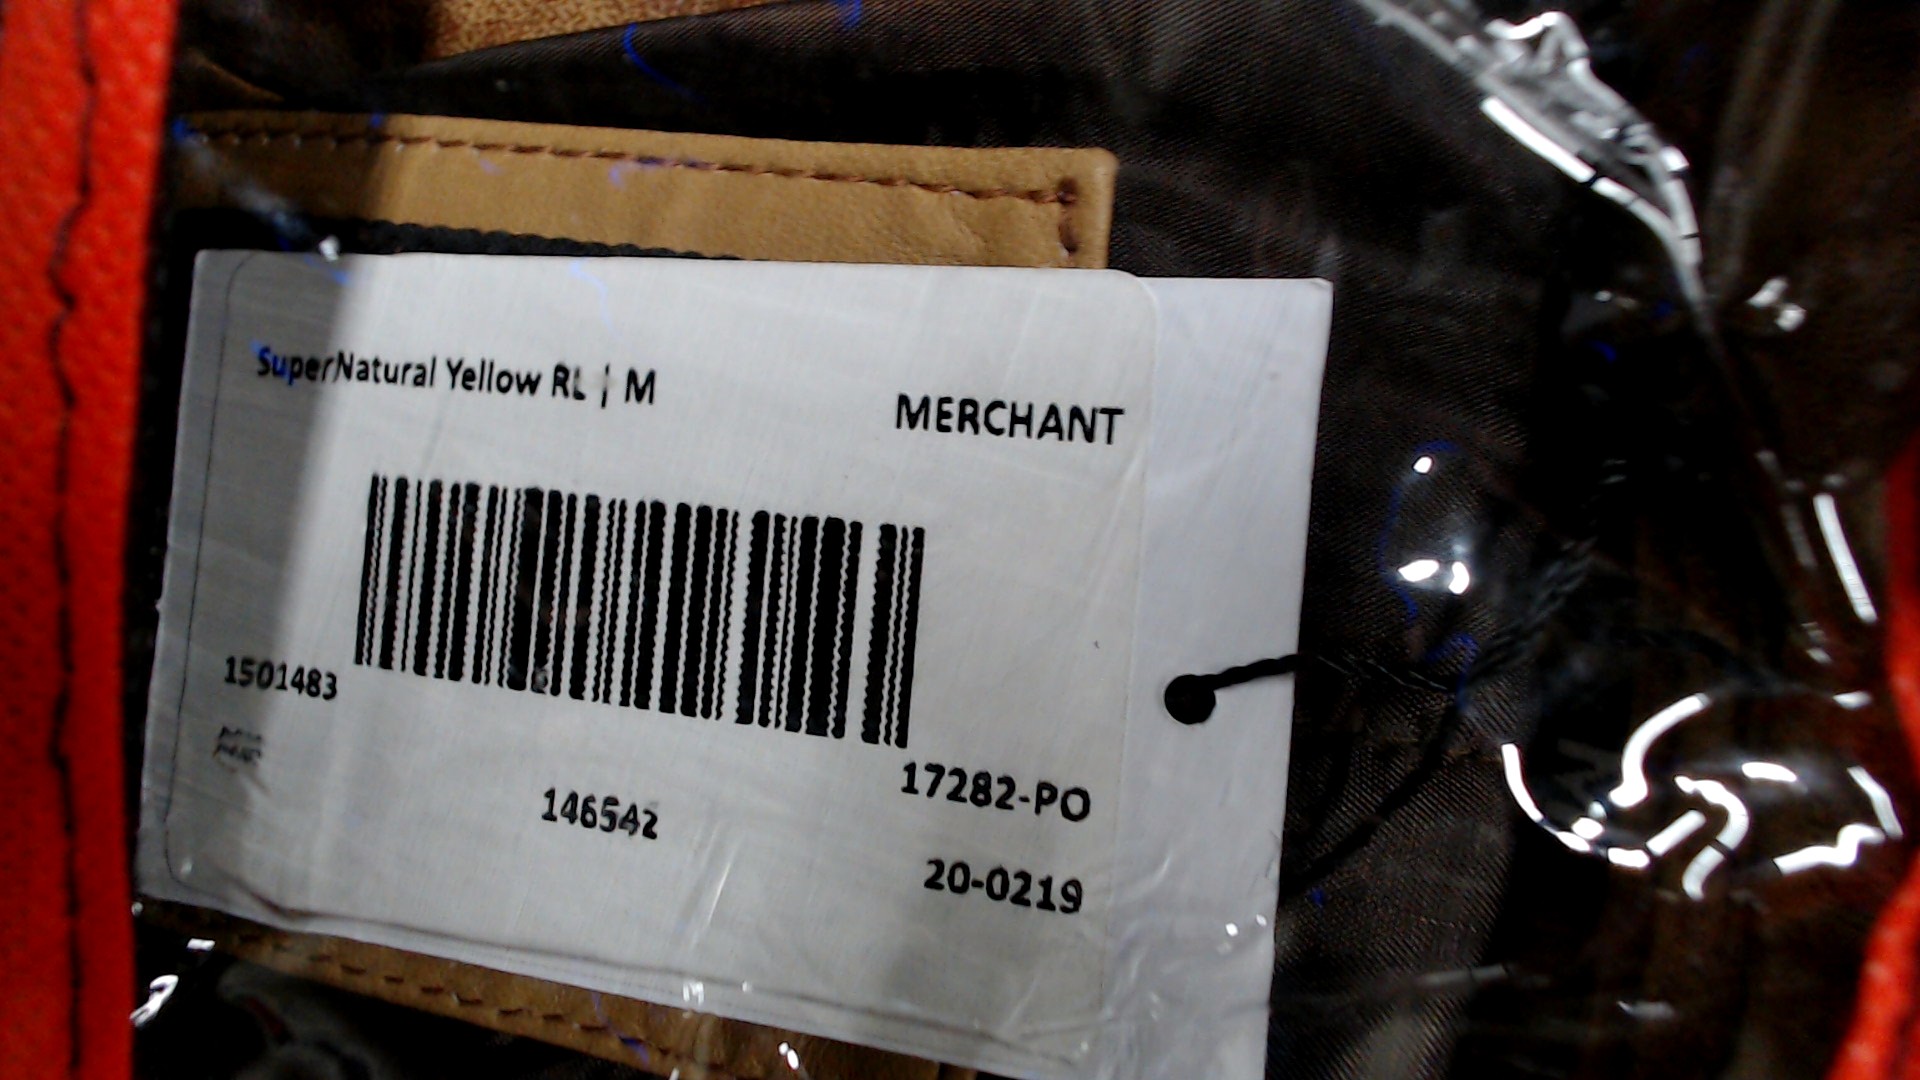 SuperNatural Yellow RL | M
MERCHANT
1501483
17282-PO
146542
20-0219